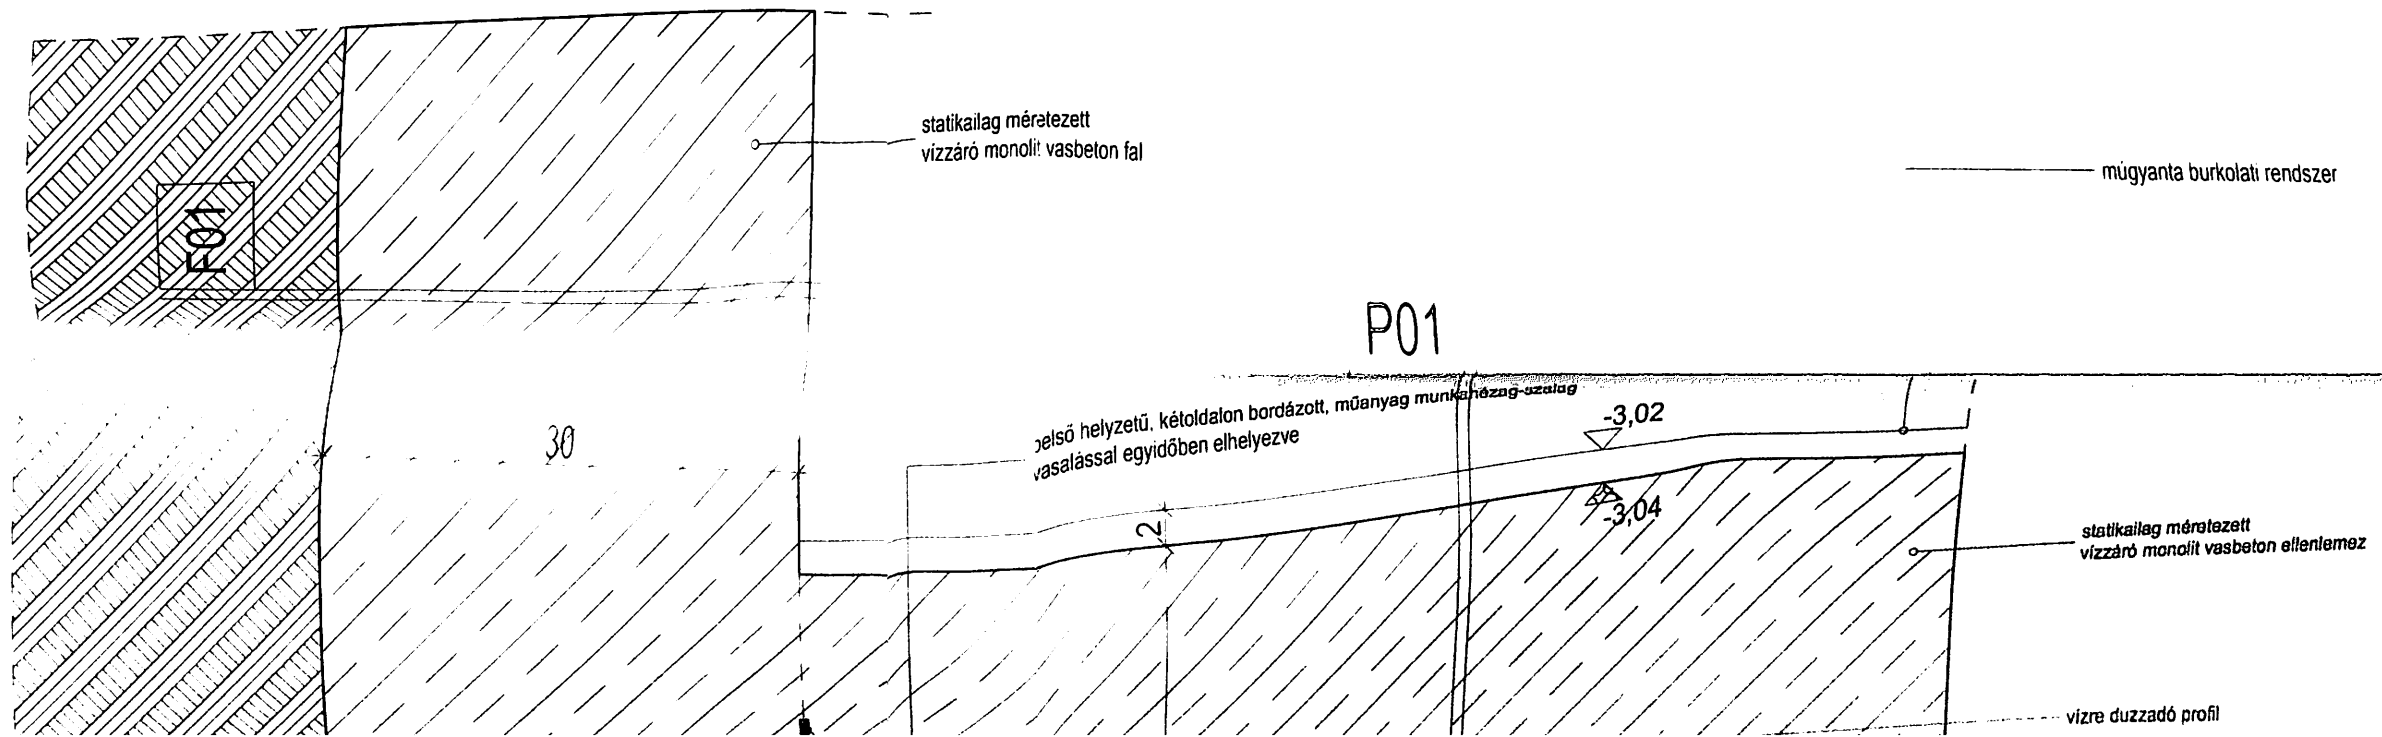 statikailag méretezett
vízzáró monolit vasbeton fal
műgyanta burkolati rendszer
F01
P01
30
belső helyzetű, kétoldalon bordázott, műanyag munkahézag-szalag
vasalással egyidőben elhelyezve
-3,02
2
-3,04
statikailag méretezett
vízzáró monolit vasbeton ellenlemez
vízre duzzadó profil